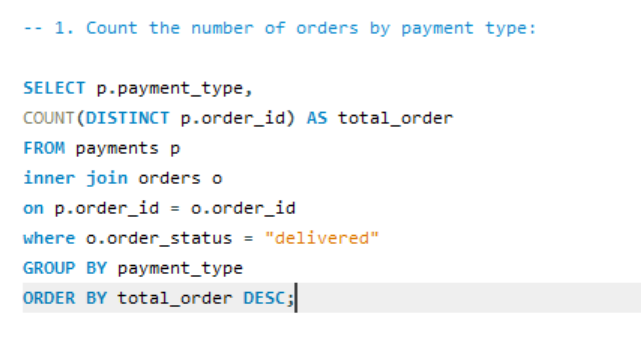 -- 1. Count the number of orders by payment type:
SELECT p.payment_type,
COUNT(DISTINCT p.order_id) AS total_order
FROM payments p
inner join orders o
on p.order_id = o.order_id
where o.order_status = "delivered"
GROUP BY payment_type
ORDER BY total_order DESC;